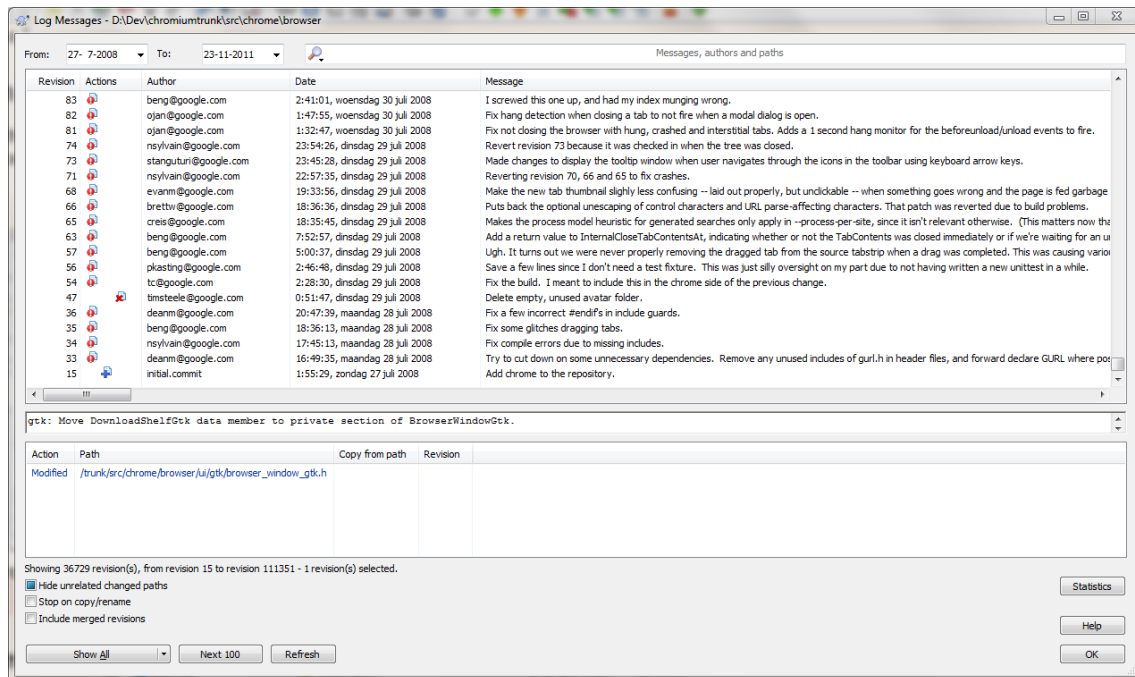 Log Messages - D:\Dev\chromiumtrunk\src\chrome\browser
From: 27- 7-2008 To: 23-11-2011 Messages, authors and paths
Revision Actions Author Date Message
83 beng@google.com 2:41:01, woensdag 30 juli 2008 I screwed this one up, and had my index munging wrong.
82 ojan@google.com 1:47:55, woensdag 30 juli 2008 Fix hang detection when closing a tab to not fire when a modal dialog is open.
81 ojan@google.com 1:32:47, woensdag 30 juli 2008 Fix not closing the browser with hung, crashed and interstitial tabs. Adds a 1 second hang monitor for the beforeunload/unload events to fire.
74 nsylvain@google.com 23:54:26, dinsdag 29 juli 2008 Revert revision 73 because it was checked in when the tree was closed.
73 stanguturi@google.com 23:45:28, dinsdag 29 juli 2008 Made changes to display the tooltip window when user navigates through the icons in the toolbar using keyboard arrow keys.
71 nsylvain@google.com 22:57:35, dinsdag 29 juli 2008 Reverting revision 70, 66 and 65 to fix crashes.
68 evanm@google.com 19:33:56, dinsdag 29 juli 2008 Make the new tab thumbnail slighly less confusing -- laid out properly, but unclickable -- when something goes wrong and the page is fed garbage
66 brettw@google.com 18:36:36, dinsdag 29 juli 2008 Puts back the optional unescaping of control characters and URL parse-affecting characters. That patch was reverted due to build problems.
65 creis@google.com 18:35:45, dinsdag 29 juli 2008 Makes the process model heuristic for generated searches only apply in --process-per-site, since it isn't relevant otherwise. (This matters now tha
63 beng@google.com 7:52:57, dinsdag 29 juli 2008 Add a return value to InternalCloseTabContentsAt, indicating whether or not the TabContents was closed immediately or if we're waiting for an u
57 beng@google.com 5:00:37, dinsdag 29 juli 2008 Ugh. It turns out we were never properly removing the dragged tab from the source tabstrip when a drag was completed. This was causing variou
56 pkasting@google.com 2:46:48, dinsdag 29 juli 2008 Save a few lines since I don't need a test fixture. This was just silly oversight on my part due to not having written a new unittest in a while.
54 tc@google.com 2:28:30, dinsdag 29 juli 2008 Fix the build. I meant to include this in the chrome side of the previous change.
47 timsteele@google.com 0:51:47, dinsdag 29 juli 2008 Delete empty, unused avatar folder.
36 deanm@google.com 20:47:39, maandag 28 juli 2008 Fix a few incorrect #endif's in include guards.
35 beng@google.com 18:36:13, maandag 28 juli 2008 Fix some glitches dragging tabs.
34 nsylvain@google.com 17:45:13, maandag 28 juli 2008 Fix compile errors due to missing includes.
33 deanm@google.com 16:49:35, maandag 28 juli 2008 Try to cut down on some unnecessary dependencies. Remove any unused includes of gurl.h in header files, and forward declare GURL where pos
15 initial.commit 1:55:29, zondag 27 juli 2008 Add chrome to the repository.
gtk: Move DownloadShelfGtk data member to private section of BrowserWindowGtk.
Action Path Copy from path Revision
Modified /trunk/src/chrome/browser/ui/gtk/browser_window_gtk.h
Showing 36729 revision(s), from revision 15 to revision 111351 - 1 revision(s) selected.
Hide unrelated changed paths Statistics
Stop on copy/rename
Include merged revisions Help
Show All Next 100 Refresh OK